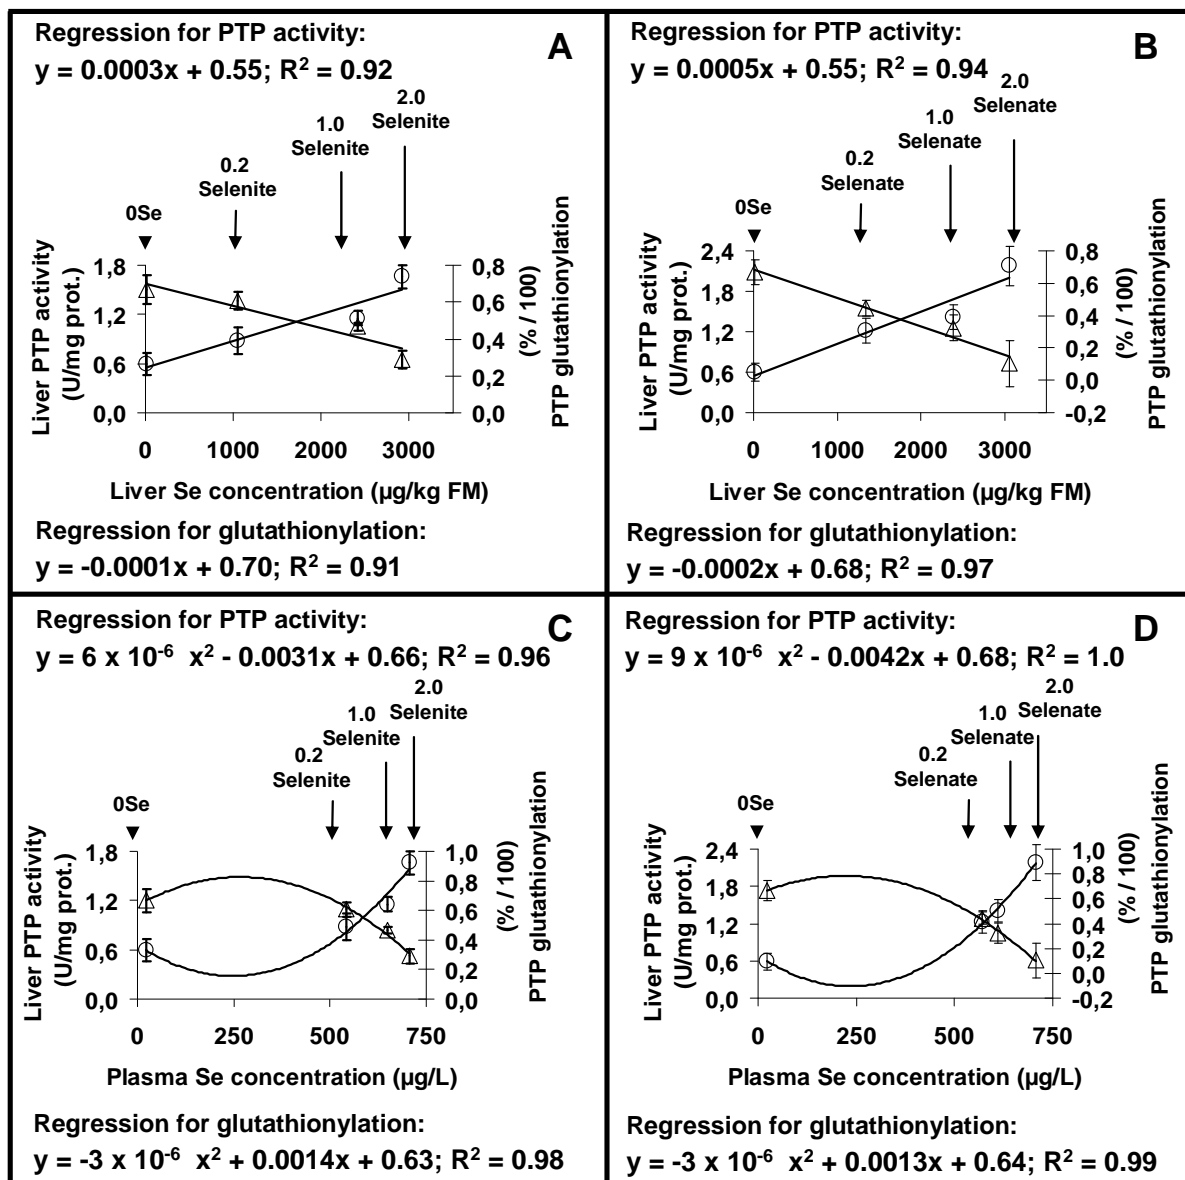 Regression for PTP activity:
A
y = 0.0003x + 0.55; R² = 0.92
2.0
Selenite
1.0
Selenite
0.2
Selenite
0Se
Liver PTP activity
(U/mg prot.)
1,8
1,2
0,6
0,0
0,8
0,6
0,4
0,2
0,0
(% / 100)
PTP glutathionylation
0 1000 2000 3000
Liver Se concentration (µg/kg FM)
Regression for glutathionylation:
y = -0.0001x + 0.70; R² = 0.91
Regression for PTP activity:
B
y = 0.0005x + 0.55; R² = 0.94
2.0
Selenate
1.0
Selenate
0.2
Selenate
0Se
Liver PTP activity
(U/mg prot.)
2,4
1,8
1,2
0,6
0,0
0,8
0,6
0,4
0,2
0,0
-0,2
(% / 100)
PTP glutathionylation
0 1000 2000 3000
Liver Se concentration (µg/kg FM)
Regression for glutathionylation:
y = -0.0002x + 0.68; R² = 0.97
Regression for PTP activity:
C
y = 6 x 10⁻⁶ x² - 0.0031x + 0.66; R² = 0.96
2.0
Selenite
1.0
Selenite
0.2
Selenite
0Se
Liver PTP activity
(U/mg prot.)
1,8
1,2
0,6
0,0
1,0
0,8
0,6
0,4
0,2
0,0
(% / 100)
PTP glutathionylation
0 250 500 750
Plasma Se concentration (µg/L)
Regression for glutathionylation:
y = -3 x 10⁻⁶ x² + 0.0014x + 0.63; R² = 0.98
Regression for PTP activity:
D
y = 9 x 10⁻⁶ x² - 0.0042x + 0.68; R² = 1.0
2.0
Selenate
1.0
Selenate
0.2
Selenate
0Se
Liver PTP activity
(U/mg prot.)
2,4
1,8
1,2
0,6
0,0
1,0
0,8
0,6
0,4
0,2
0,0
-0,2
(% / 100)
PTP glutathionylation
0 250 500 750
Plasma Se concentration (µg/L)
Regression for glutathionylation:
y = -3 x 10⁻⁶ x² + 0.0013x + 0.64; R² = 0.99